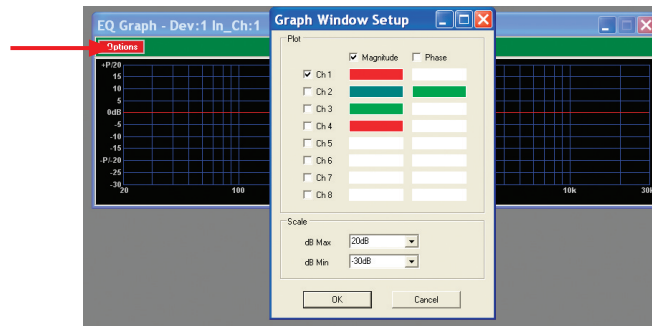 EQ Graph - Dev:1 In_Ch:1
Options
+P/20
15
10
5
0dB
-5
-10
-15
-P/-20
-25
-30
20
100
10k
30k
Graph Window Setup
Plot
Magnitude
Phase
Ch 1
Ch 2
Ch 3
Ch 4
Ch 5
Ch 6
Ch 7
Ch 8
Scale
dB Max
20dB
dB Min
-30dB
OK
Cancel